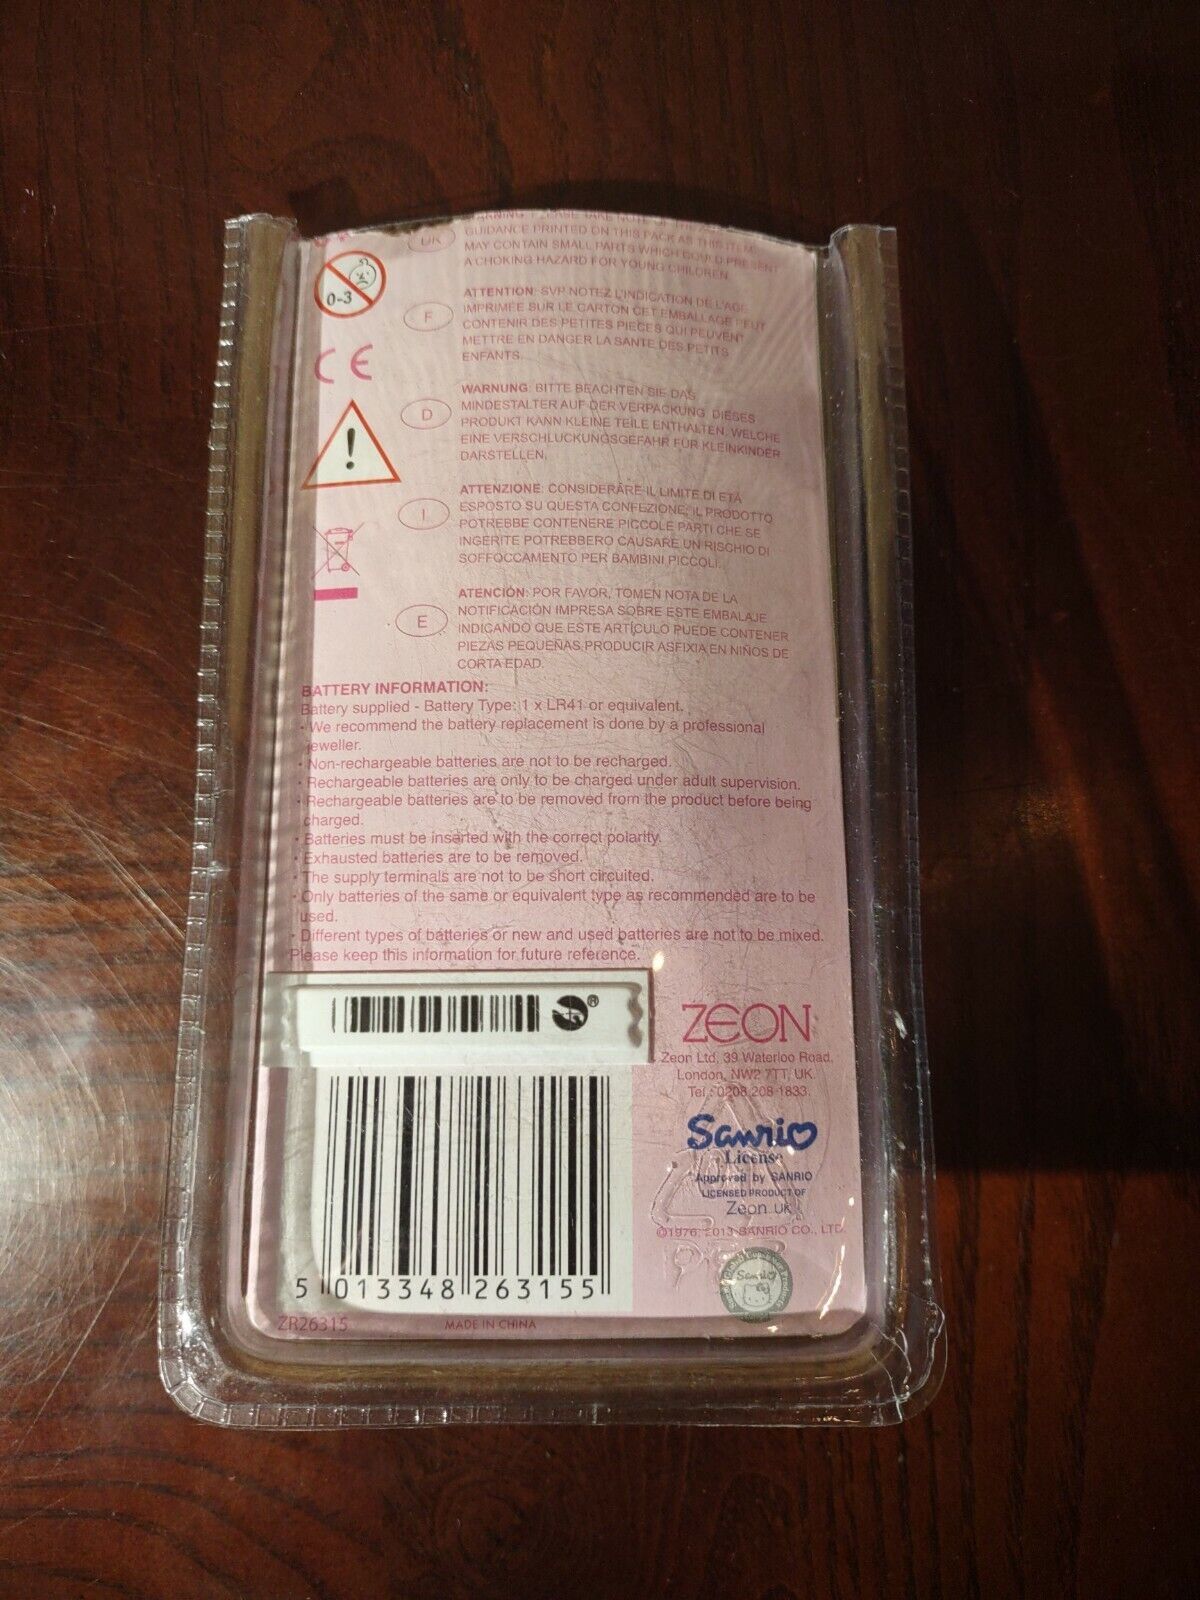 WARNING: PLEASE TAKE NOTE OF THE
GUIDANCE PRINTED ON THIS PACK AS THIS ITEM
MAY CONTAIN SMALL PARTS WHICH COULD PRESENT
A CHOKING HAZARD FOR YOUNG CHILDREN.
UK
0-3
ATTENTION: SVP NOTEZ L'INDICATION DE L'AGE
IMPRIMÉE SUR LE CARTON CET EMBALLAGE PEUT
CONTENIR DES PETITES PIECES QUI PEUVENT
METTRE EN DANGER LA SANTE DES PETITS
ENFANTS.
F
CE
WARNUNG: BITTE BEACHTEN SIE DAS
MINDESTALTER AUF DER VERPACKUNG. DIESES
PRODUKT KANN KLEINE TEILE ENTHALTEN, WELCHE
EINE VERSCHLUCKUNGSGEFAHR FÜR KLEINKINDER
DARSTELLEN.
D
!
ATTENZIONE: CONSIDERARE IL LIMITE DI ETÀ
ESPOSTO SU QUESTA CONFEZIONE; IL PRODOTTO
POTREBBE CONTENERE PICCOLE PARTI CHE SE
INGERITE POTREBBERO CAUSARE UN RISCHIO DI
SOFFOCCAMENTO PER BAMBINI PICCOLI.
I
ATENCIÓN: POR FAVOR, TOMEN NOTA DE LA
NOTIFICACIÓN IMPRESA SOBRE ESTE EMBALAJE
INDICANDO QUE ESTE ARTÍCULO PUEDE CONTENER
PIEZAS PEQUEÑAS PRODUCIR ASFIXIA EN NIÑOS DE
CORTA EDAD.
E
BATTERY INFORMATION:
Battery supplied - Battery Type: 1 x LR41 or equivalent.
• We recommend the battery replacement is done by a professional
jeweller.
• Non-rechargeable batteries are not to be recharged.
• Rechargeable batteries are only to be charged under adult supervision.
• Rechargeable batteries are to be removed from the product before being
charged.
• Batteries must be inserted with the correct polarity.
• Exhausted batteries are to be removed.
• The supply terminals are not to be short circuited.
• Only batteries of the same or equivalent type as recommended are to be
used.
• Different types of batteries or new and used batteries are not to be mixed.
Please keep this information for future reference.
®
ZEON
Zeon Ltd, 39 Waterloo Road,
London, NW2 7TT, UK.
Tel: 0208 208 1833.
Sanrio
License
Approved by SANRIO
LICENSED PRODUCT OF
Zeon UK
©1976, 2013 SANRIO CO., LTD.
Sanrio
5 013348 263155
ZR26315
MADE IN CHINA